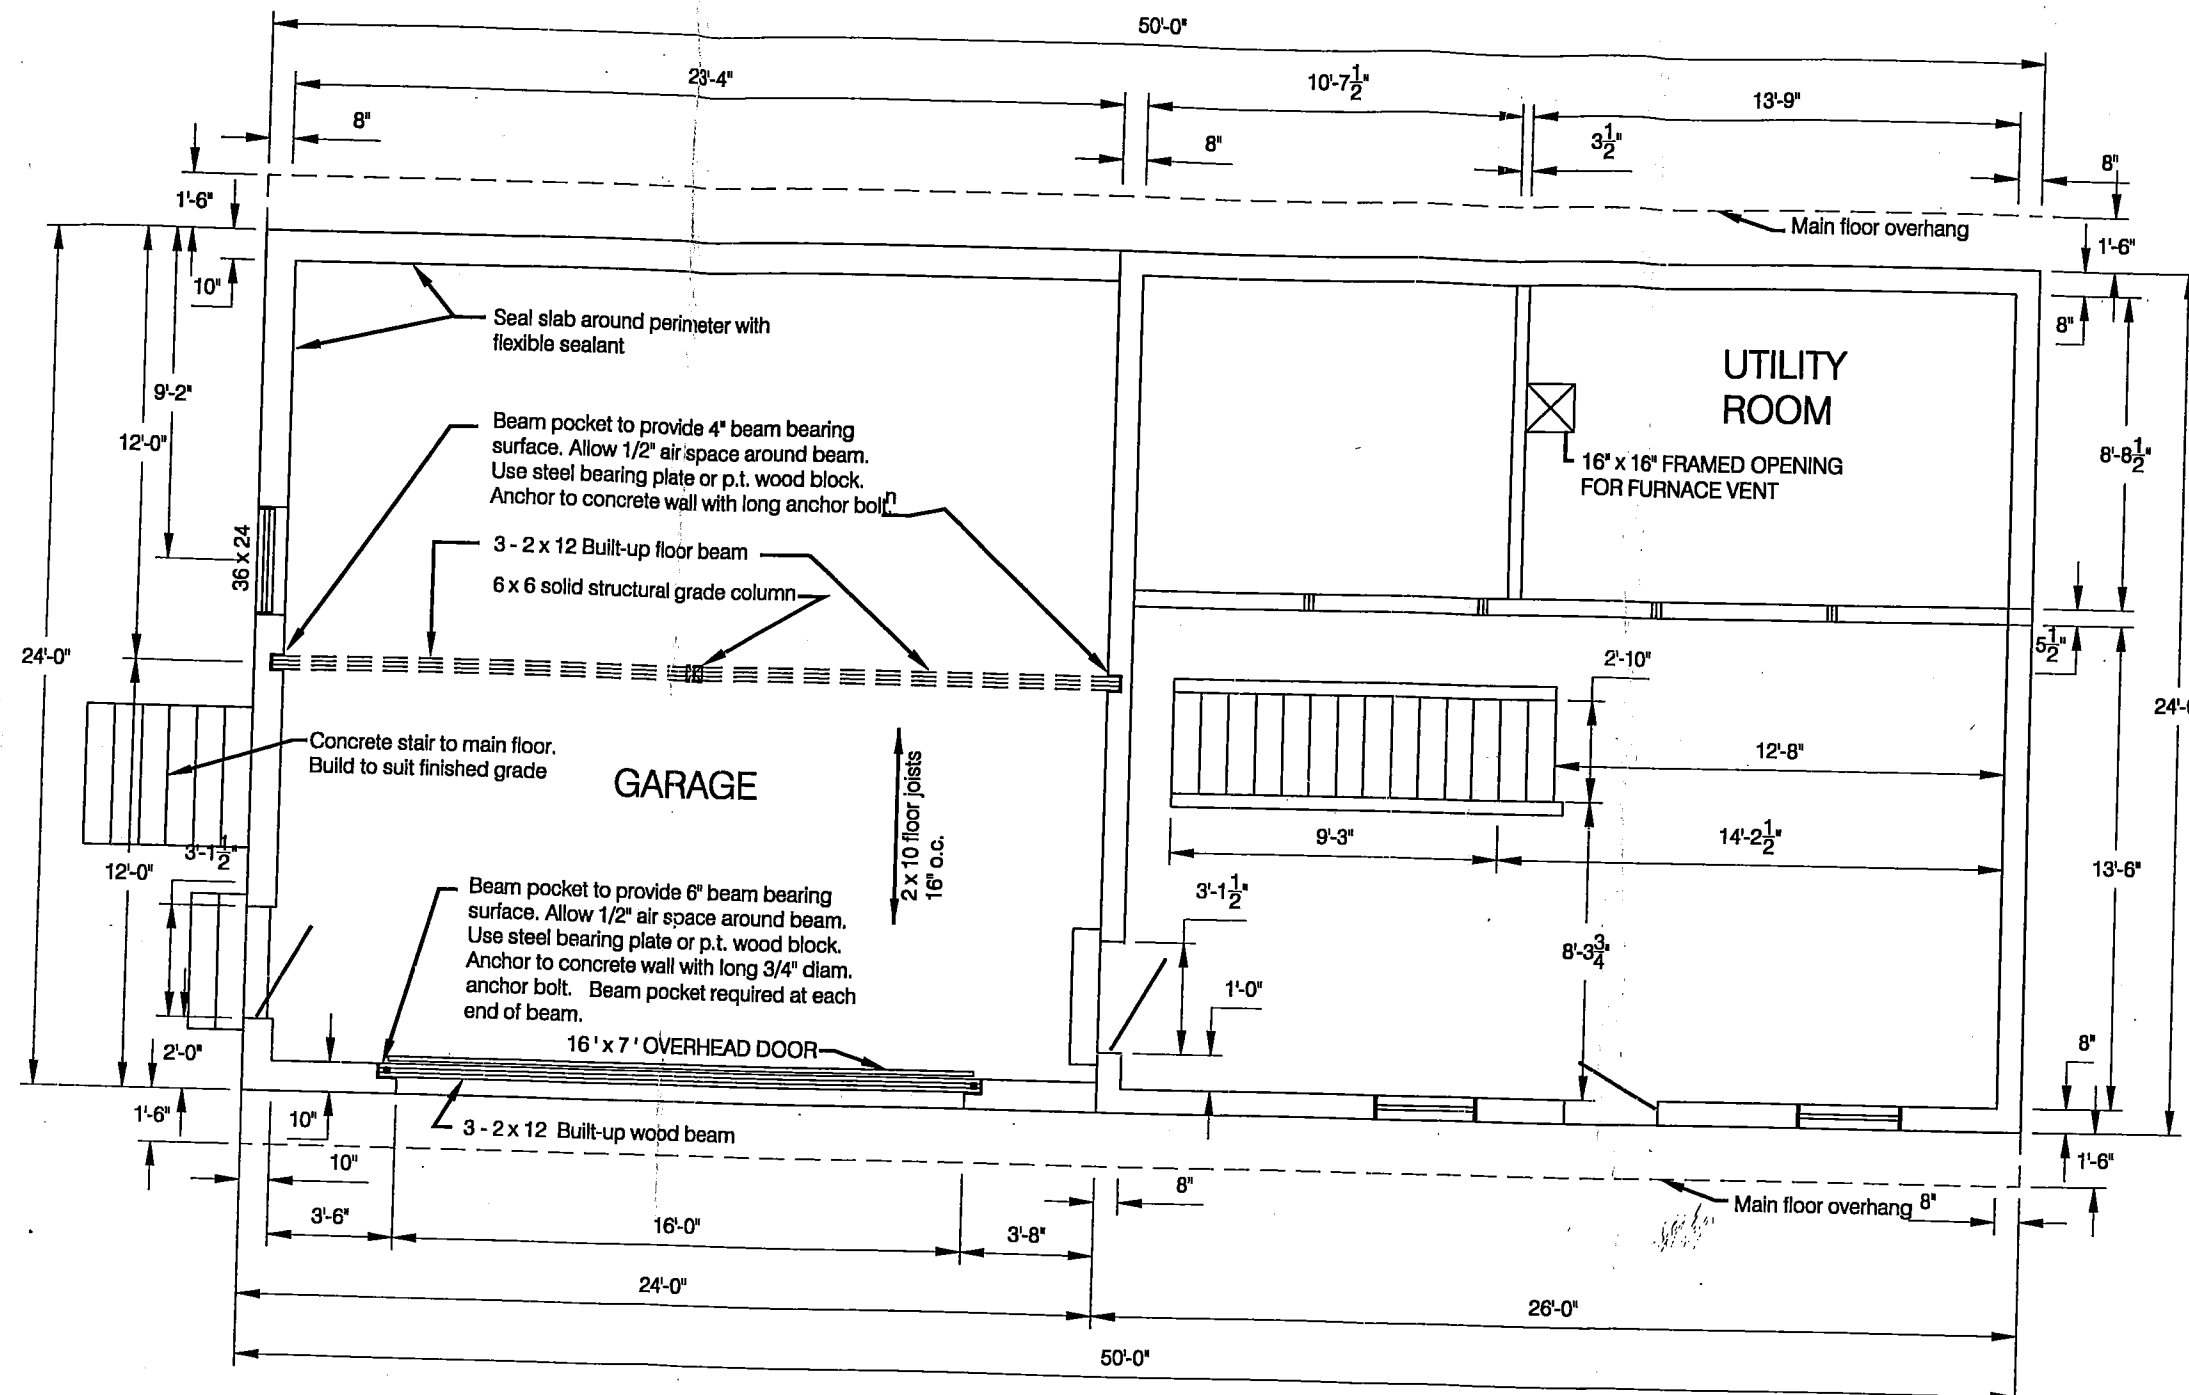 50'-0"
23'-4"
10'-7 1/2"
13'-9"
8"
8"
3 1/2"
8"
1'-6"
Main floor overhang
1'-6"
10"
8"
Seal slab around perimeter with
flexible sealant
UTILITY
ROOM
9'-2"
12'-0"
Beam pocket to provide 4" beam bearing
surface. Allow 1/2" air space around beam.
Use steel bearing plate or p.t. wood block.
Anchor to concrete wall with long anchor bolt.
16" x 16" FRAMED OPENING
FOR FURNACE VENT
8'-8 1/2"
36 x 24
3 - 2 x 12 Built-up floor beam
6 x 6 solid structural grade column
24'-0"
2'-10"
5 1/2"
24'-0
Concrete stair to main floor.
Build to suit finished grade
GARAGE
2 x 10 floor joists
16" o.c.
12'-8"
9'-3"
14'-2 1/2"
3'-1 1/2"
12'-0"
13'-6"
Beam pocket to provide 6" beam bearing
surface. Allow 1/2" air space around beam.
Use steel bearing plate or p.t. wood block.
Anchor to concrete wall with long 3/4" diam.
anchor bolt. Beam pocket required at each
end of beam.
3'-1 1/2"
8'-3 3/4"
1'-0"
16 ' x 7 ' OVERHEAD DOOR
2'-0"
8"
1'-6"
10"
3 - 2 x 12 Built-up wood beam
10"
1'-6"
8"
Main floor overhang
8"
3'-6"
16'-0"
3'-8"
24'-0"
26'-0"
50'-0"